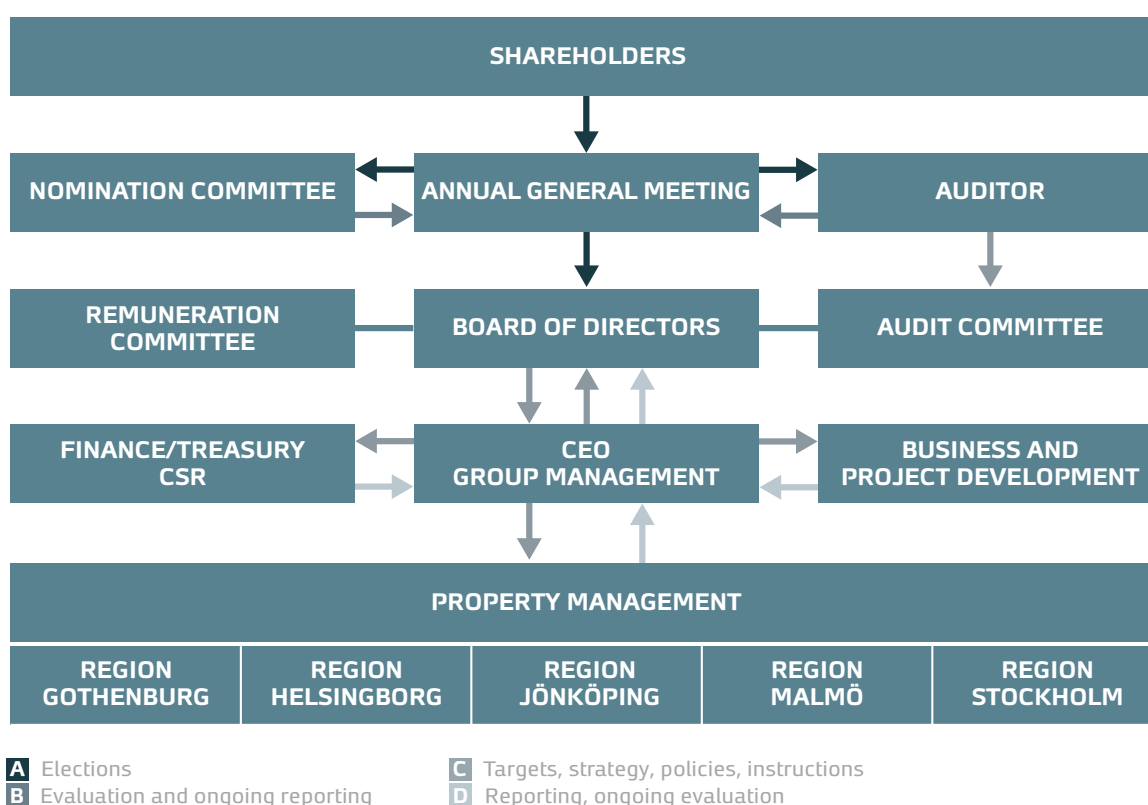 SHAREHOLDERS
NOMINATION COMMITTEE
ANNUAL GENERAL MEETING
AUDITOR
REMUNERATION
COMMITTEE
BOARD OF DIRECTORS
AUDIT COMMITTEE
FINANCE/TREASURY
CSR
CEO
GROUP MANAGEMENT
BUSINESS AND
PROJECT DEVELOPMENT
PROPERTY MANAGEMENT
REGION
GOTHENBURG
REGION
HELSINGBORG
REGION
JÖNKÖPING
REGION
MALMÖ
REGION
STOCKHOLM
A Elections
B Evaluation and ongoing reporting
C Targets, strategy, policies, instructions
D Reporting, ongoing evaluation